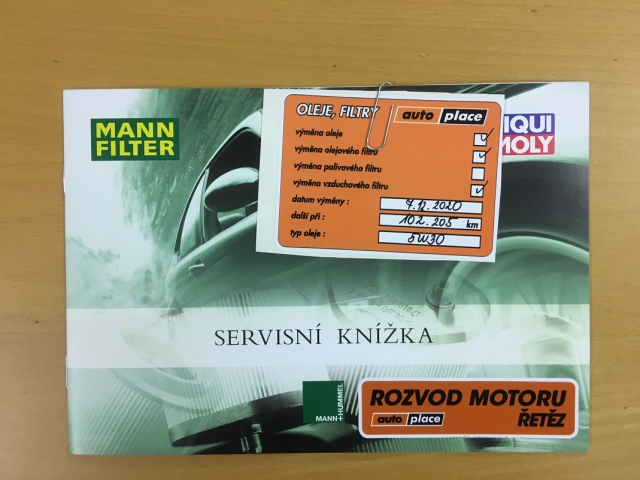 MANN
FILTER
OLEJE, FILTRY auto place
výměna oleje
výměna olejového filtru
výměna palivového filtru
výměna vzduchového filtru
datum výměny : 7.12.2020
další při : 102.205 km
typ oleje : 5W30
IQUI
MOLY
SERVISNÍ KNÍŽKA
MANN+HUMMEL
ROZVOD MOTORU
auto place ŘETĚZ